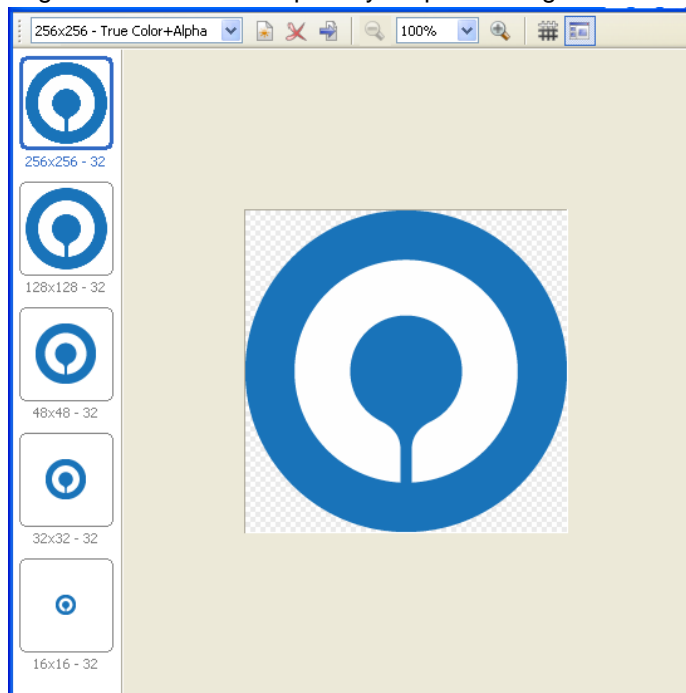 256x256 - True Color+Alpha
100%
256x256 - 32
128x128 - 32
48x48 - 32
32x32 - 32
16x16 - 32